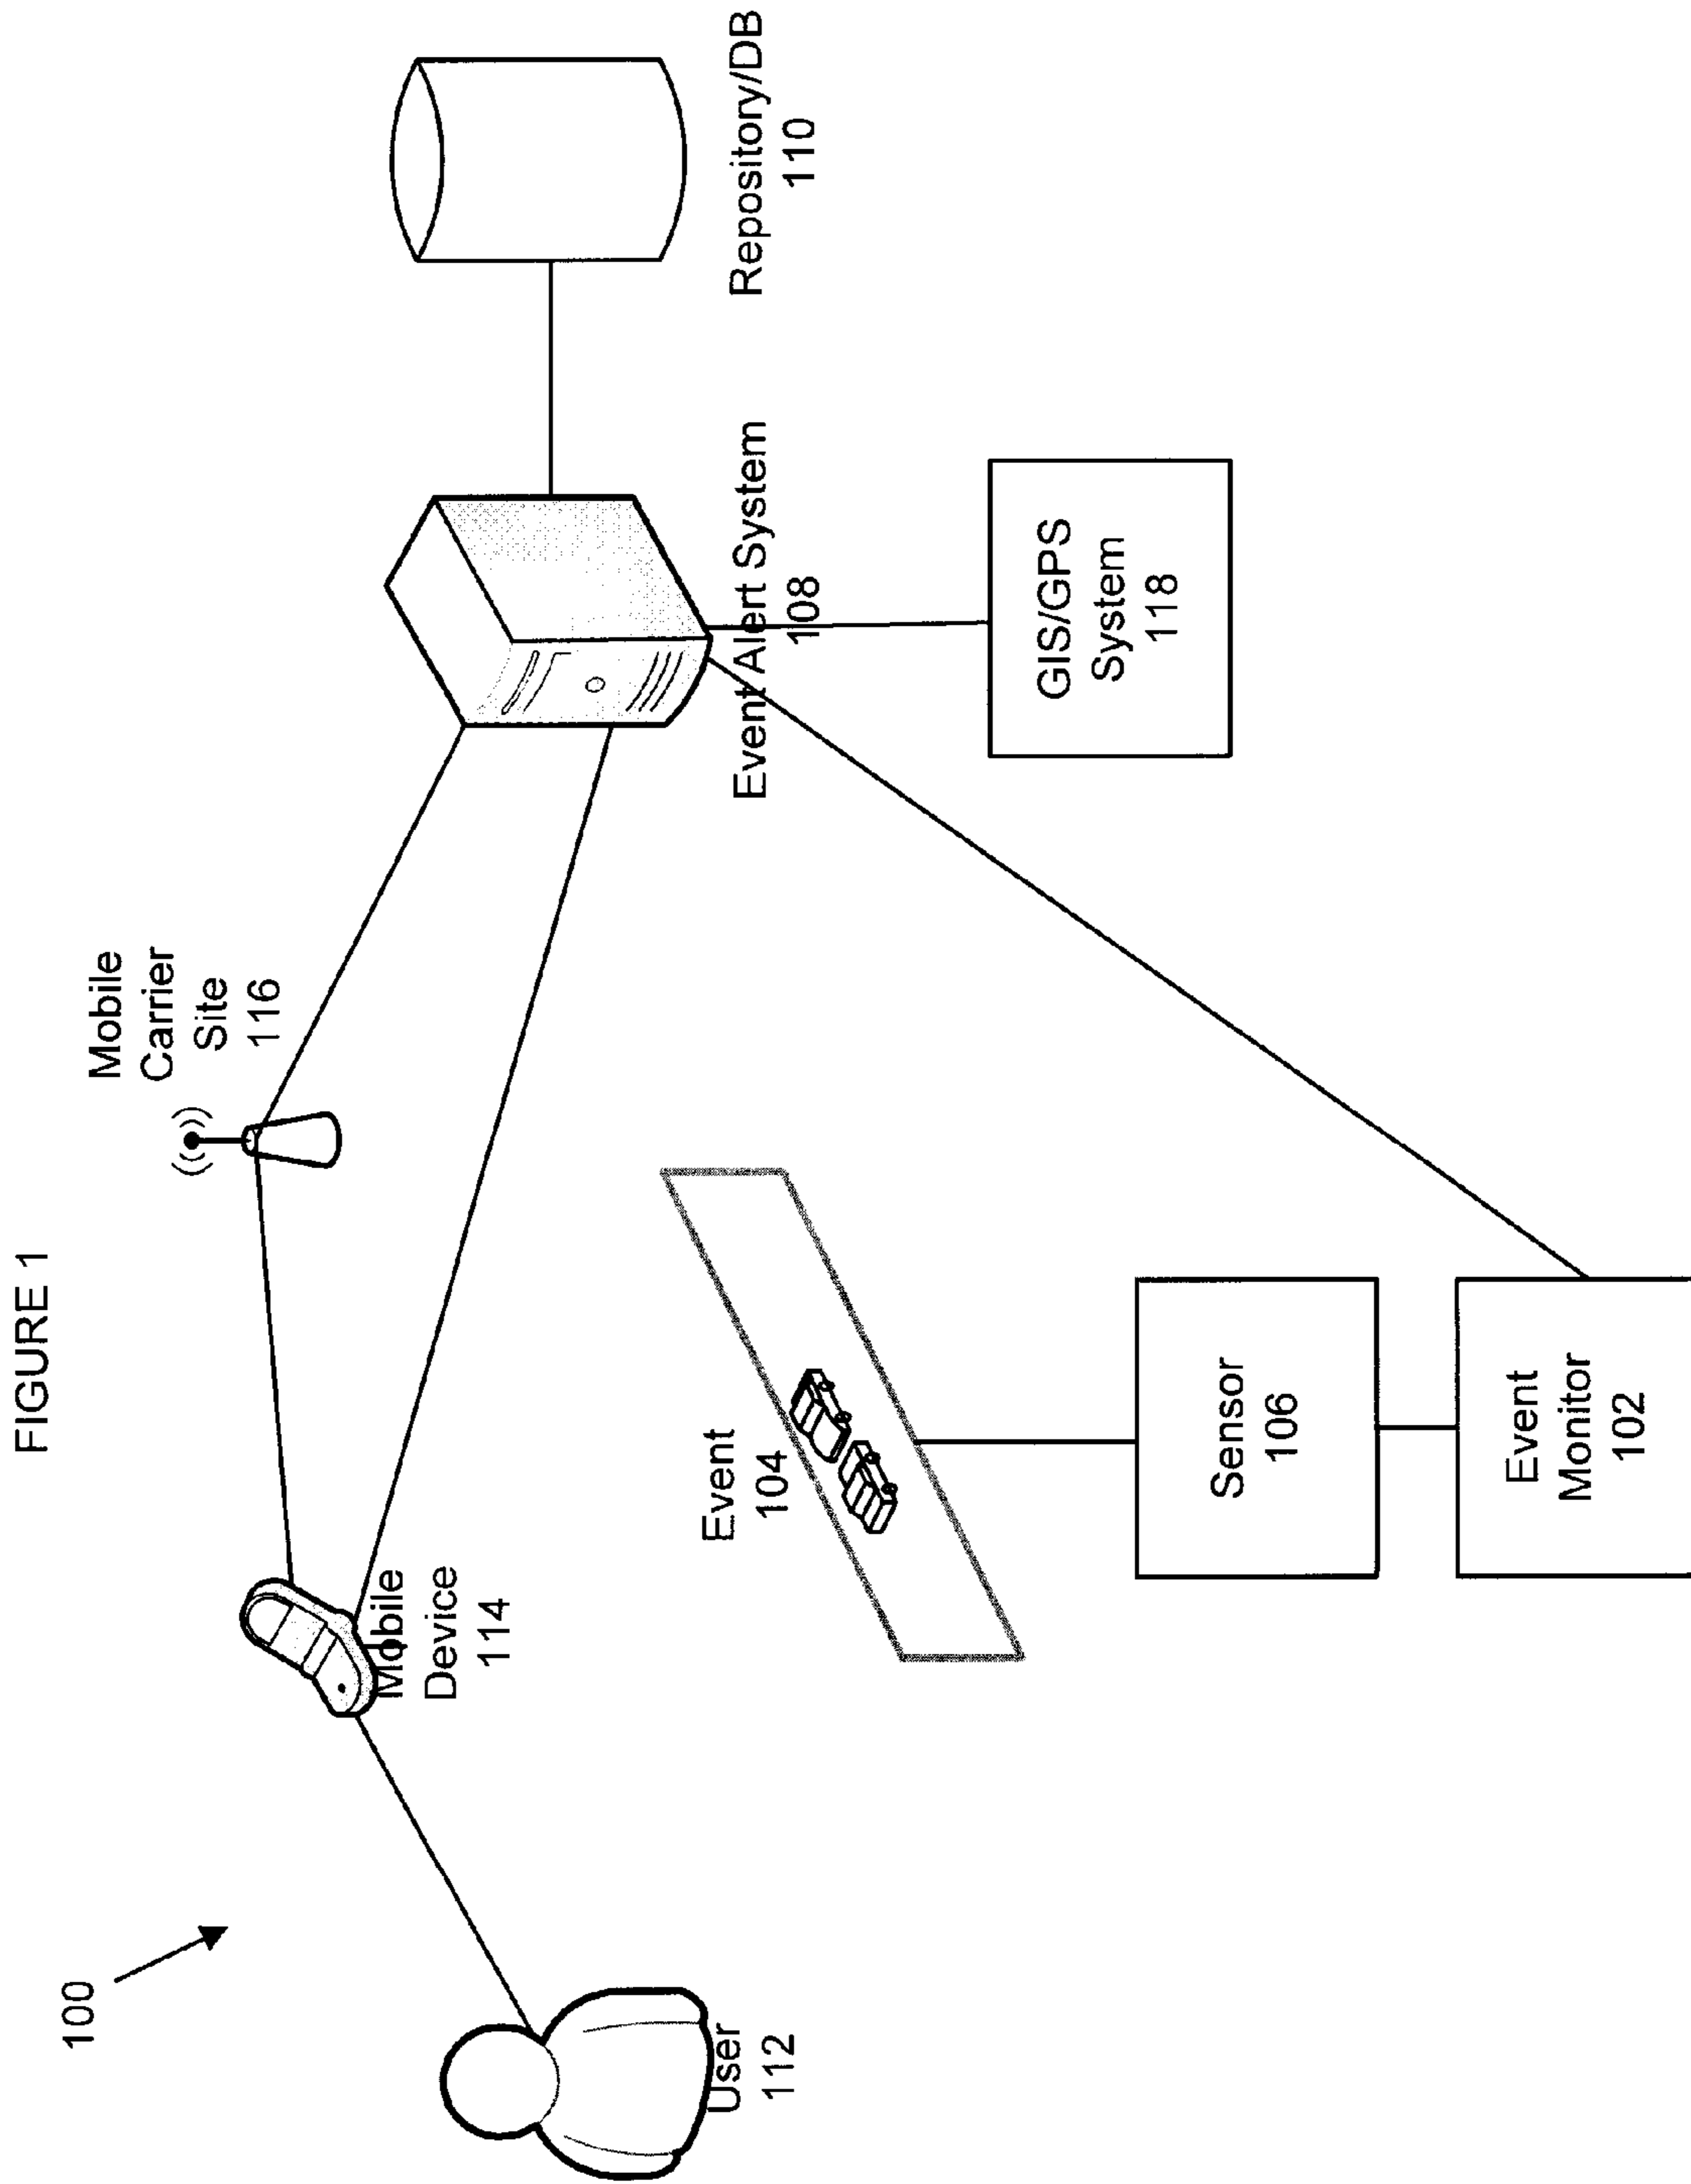 FIGURE 1
100
Mobile
Carrier
Site
116
Mobile
Device
114
User
112
Event
104
Event Alert System
108
Repository/DB
110
GIS/GPS
System
118
Sensor
106
Event
Monitor
102